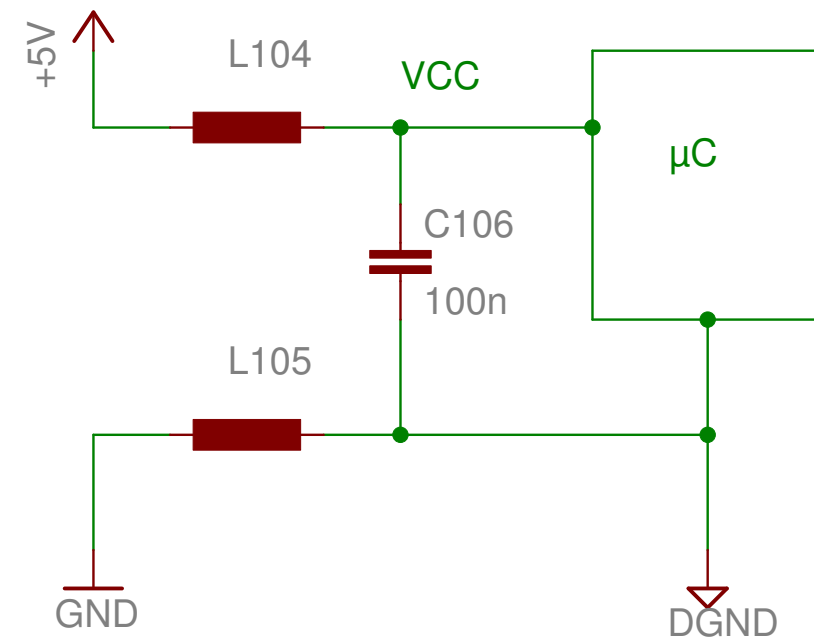 +5V
L104
VCC
µC
C106
100n
L105
GND
DGND